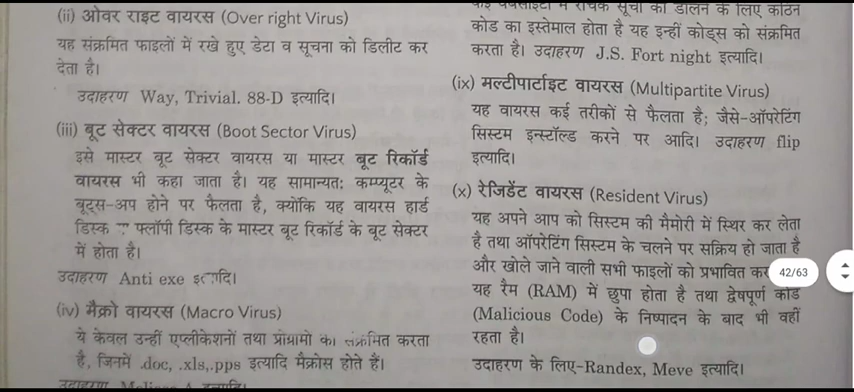 (ii) ओवर राइट वायरस (Over right Virus)
यह संक्रमित फाइलों में रखे हुए डेटा व सूचना को डिलीट कर
देता है।
उदाहरण Way, Trivial. 88-D इत्यादि।
(iii) बूट सेक्टर वायरस (Boot Sector Virus)
इसे मास्टर बूट सेक्टर वायरस या मास्टर बूट रिकॉर्ड
वायरस भी कहा जाता है। यह सामान्यतः कम्प्यूटर के
बूट्स-अप होने पर फैलता है, क्योंकि यह वायरस हार्ड
डिस्क फ्लॉपी डिस्क के मास्टर बूट रिकॉर्ड के बूट सेक्टर
में होता है।
उदाहरण Anti exe इत्यादि।
(iv) मैक्रो वायरस (Macro Virus)
ये केवल उन्हीं एप्लीकेशनों तथा प्रोग्रामों को संक्रमित करता
है, जिनमें .doc, .xls,.pps इत्यादि मैक्रोस होते हैं।
कोड का इस्तेमाल होता है यह इन्हीं कोड्स को संक्रमित
करता है। उदाहरण J.S. Fort night इत्यादि।
(ix) मल्टीपार्टाइट वायरस (Multipartite Virus)
यह वायरस कई तरीकों से फैलता है; जैसे-ऑपरेटिंग
सिस्टम इन्स्टॉल्ड करने पर आदि। उदाहरण flip
इत्यादि।
(x) रेजिडेंट वायरस (Resident Virus)
यह अपने आप को सिस्टम की मैमोरी में स्थिर कर लेता
है तथा ऑपरेटिंग सिस्टम के चलने पर सक्रिय हो जाता है
और खोले जाने वाली सभी फाइलों को प्रभावित कर
42/63
यह रैम (RAM) में छुपा होता है तथा द्वेषपूर्ण कोड
(Malicious Code) के निष्पादन के बाद भी वहीं
रहता है।
उदाहरण के लिए-Randex, Meve इत्यादि।